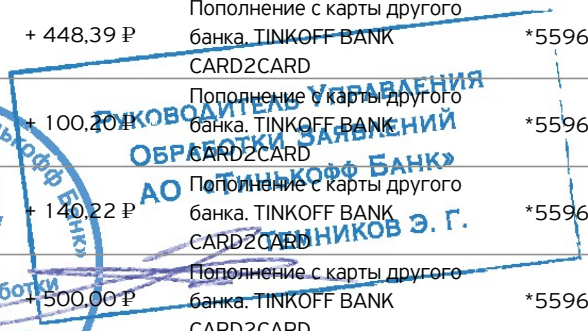 Пополнение с карты другого
+ 448,39 ₽ банка. TINKOFF BANK *5596
CARD2CARD
Пополнение с карты другого
+ 100,20 ₽ банка. TINKOFF BANK *5596
CARD2CARD
Пополнение с карты другого
+ 140,22 ₽ банка. TINKOFF BANK *5596
CARD2CARD
Пополнение с карты другого
+ 500,00 ₽ банка. TINKOFF BANK *5596
CARD2CARD
Руководитель Управления
Обработки Заявлений
АО «Тинькофф Банк»
Э. Г.
Банк»